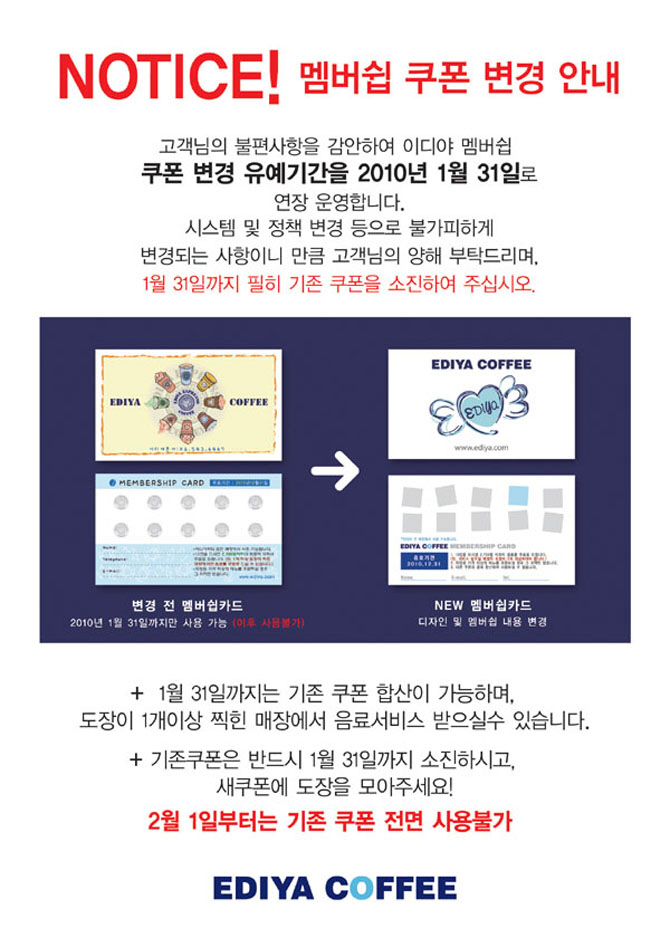 NOTICE! 멤버쉽 쿠폰 변경 안내
고객님의 불편사항을 감안하여 이디야 멤버쉽
쿠폰 변경 유예기간을 2010년 1월 31일로
연장 운영합니다.
시스템 및 정책 변경 등으로 불가피하게
변경되는 사항이니 만큼 고객님의 양해 부탁드리며,
1월 31일까지 필히 기존 쿠폰을 소진하여 주십시오.
EDIYA COFFEE
EDIYA COFFEE
EDIYA
www.ediya.com
MEMBERSHIP CARD
www.ediya.com
EDIYA COFFEE MEMBERSHIP CARD
유효기간
2010.12.31
Name
E-mail
Tel
변경 전 멤버쉽카드
2010년 1월 31일까지만 사용 가능 (이후 사용불가)
NEW 멤버쉽카드
디자인 및 멤버쉽 내용 변경
+ 1월 31일까지는 기존 쿠폰 합산이 가능하며,
도장이 1개이상 찍힌 매장에서 음료서비스 받으실수 있습니다.
+ 기존쿠폰은 반드시 1월 31일까지 소진하시고,
새쿠폰에 도장을 모아주세요!
2월 1일부터는 기존 쿠폰 전면 사용불가
EDIYA COFFEE